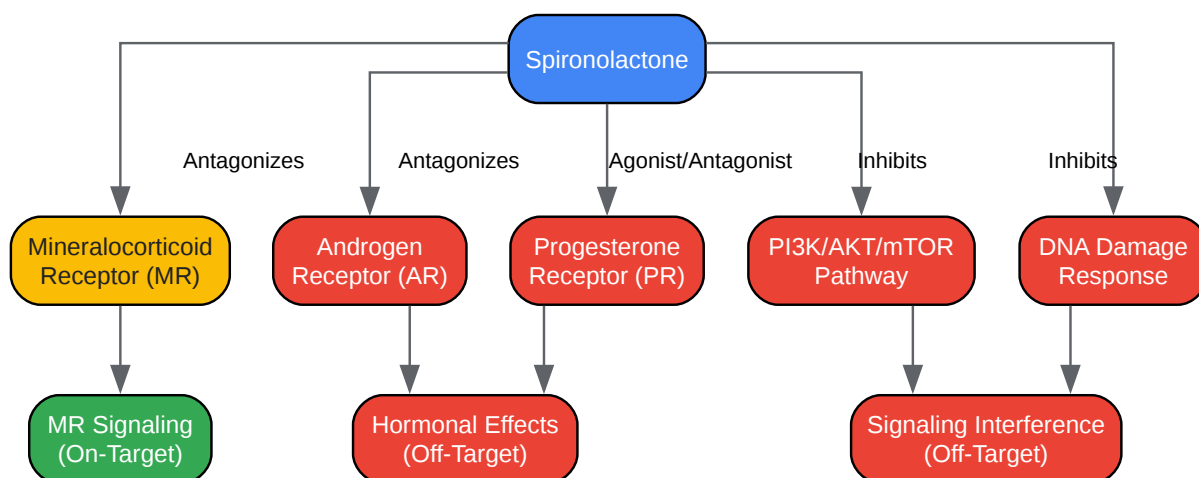 Spironolactone
Antagonizes
Antagonizes
Agonist/Antagonist
Inhibits
Inhibits
Mineralocorticoid
Receptor (MR)
Androgen
Receptor (AR)
Progesterone
Receptor (PR)
PI3K/AKT/mTOR
Pathway
DNA Damage
Response
MR Signaling
(On-Target)
Hormonal Effects
(Off-Target)
Signaling Interference
(Off-Target)